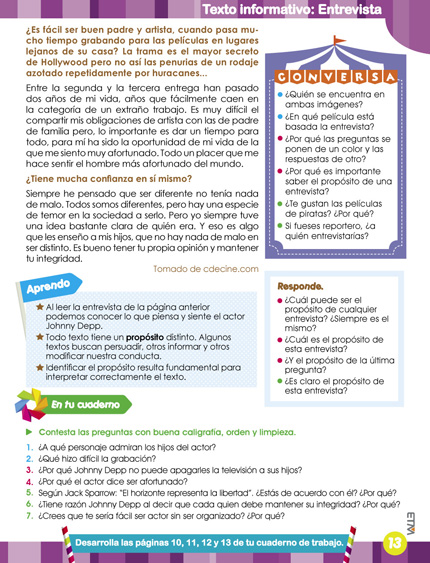 Texto informativo: Entrevista
¿Es fácil ser buen padre y artista, cuando pasa mu-
cho tiempo grabando para las películas en lugares
lejanos de su casa? La trama es el mayor secreto
de Hollywood pero no así las penurias de un rodaje
azotado repetidamente por huracanes...
Entre la segunda y la tercera entrega han pasado
dos años de mi vida, años que fácilmente caen en
la categoría de un extraño trabajo. Es muy difícil el
compartir mis obligaciones de artista con las de padre
de familia pero, lo importante es dar un tiempo para
todo, para mí ha sido la oportunidad de mi vida de la
que me siento muy afortunado. Todo un placer que me
hace sentir el hombre más afortunado del mundo.
¿Tiene mucha confianza en sí mismo?
Siempre he pensado que ser diferente no tenía nada
de malo. Todos somos diferentes, pero hay una especie
de temor en la sociedad a serlo. Pero yo siempre tuve
una idea bastante clara de quién era. Y eso es algo
que les enseño a mis hijos, que no hay nada de malo en
ser distinto. Es bueno tener tu propia opinión y mantener
tu integridad.
Tomado de cdecine.com
CONVERSA
¿Quién se encuentra en
ambas imágenes?
¿En qué película está
basada la entrevista?
¿Por qué las preguntas se
ponen de un color y las
respuestas de otro?
¿Por qué es importante
saber el propósito de una
entrevista?
¿Te gustan las películas
de piratas? ¿Por qué?
Si fueses reportero, ¿a
quién entrevistarías?
Aprendo
Al leer la entrevista de la página anterior
podemos conocer lo que piensa y siente el actor
Johnny Depp.
Todo texto tiene un propósito distinto. Algunos
textos buscan persuadir, otros informar y otros
modificar nuestra conducta.
Identificar el propósito resulta fundamental para
interpretar correctamente el texto.
Responde.
¿Cuál puede ser el
propósito de cualquier
entrevista? ¿Siempre es el
mismo?
¿Cuál es el propósito de
esta entrevista?
¿Y el propósito de la última
pregunta?
¿Es claro el propósito de
esta entrevista?
En tu cuaderno
Contesta las preguntas con buena caligrafía, orden y limpieza.
1. ¿A qué personaje admiran los hijos del actor?
2. ¿Qué hizo difícil la grabación?
3. ¿Por qué Johnny Depp no puede apagarles la televisión a sus hijos?
4. ¿Por qué el actor dice ser afortunado?
5. Según Jack Sparrow: "El horizonte representa la libertad". ¿Estás de acuerdo con él? ¿Por qué?
6. ¿Tiene razón Johnny Depp al decir que cada quien debe mantener su integridad? ¿Por qué?
7. ¿Crees que te sería fácil ser actor sin ser organizado? ¿Por qué?
Desarrolla las páginas 10, 11, 12 y 13 de tu cuaderno de trabajo.
13